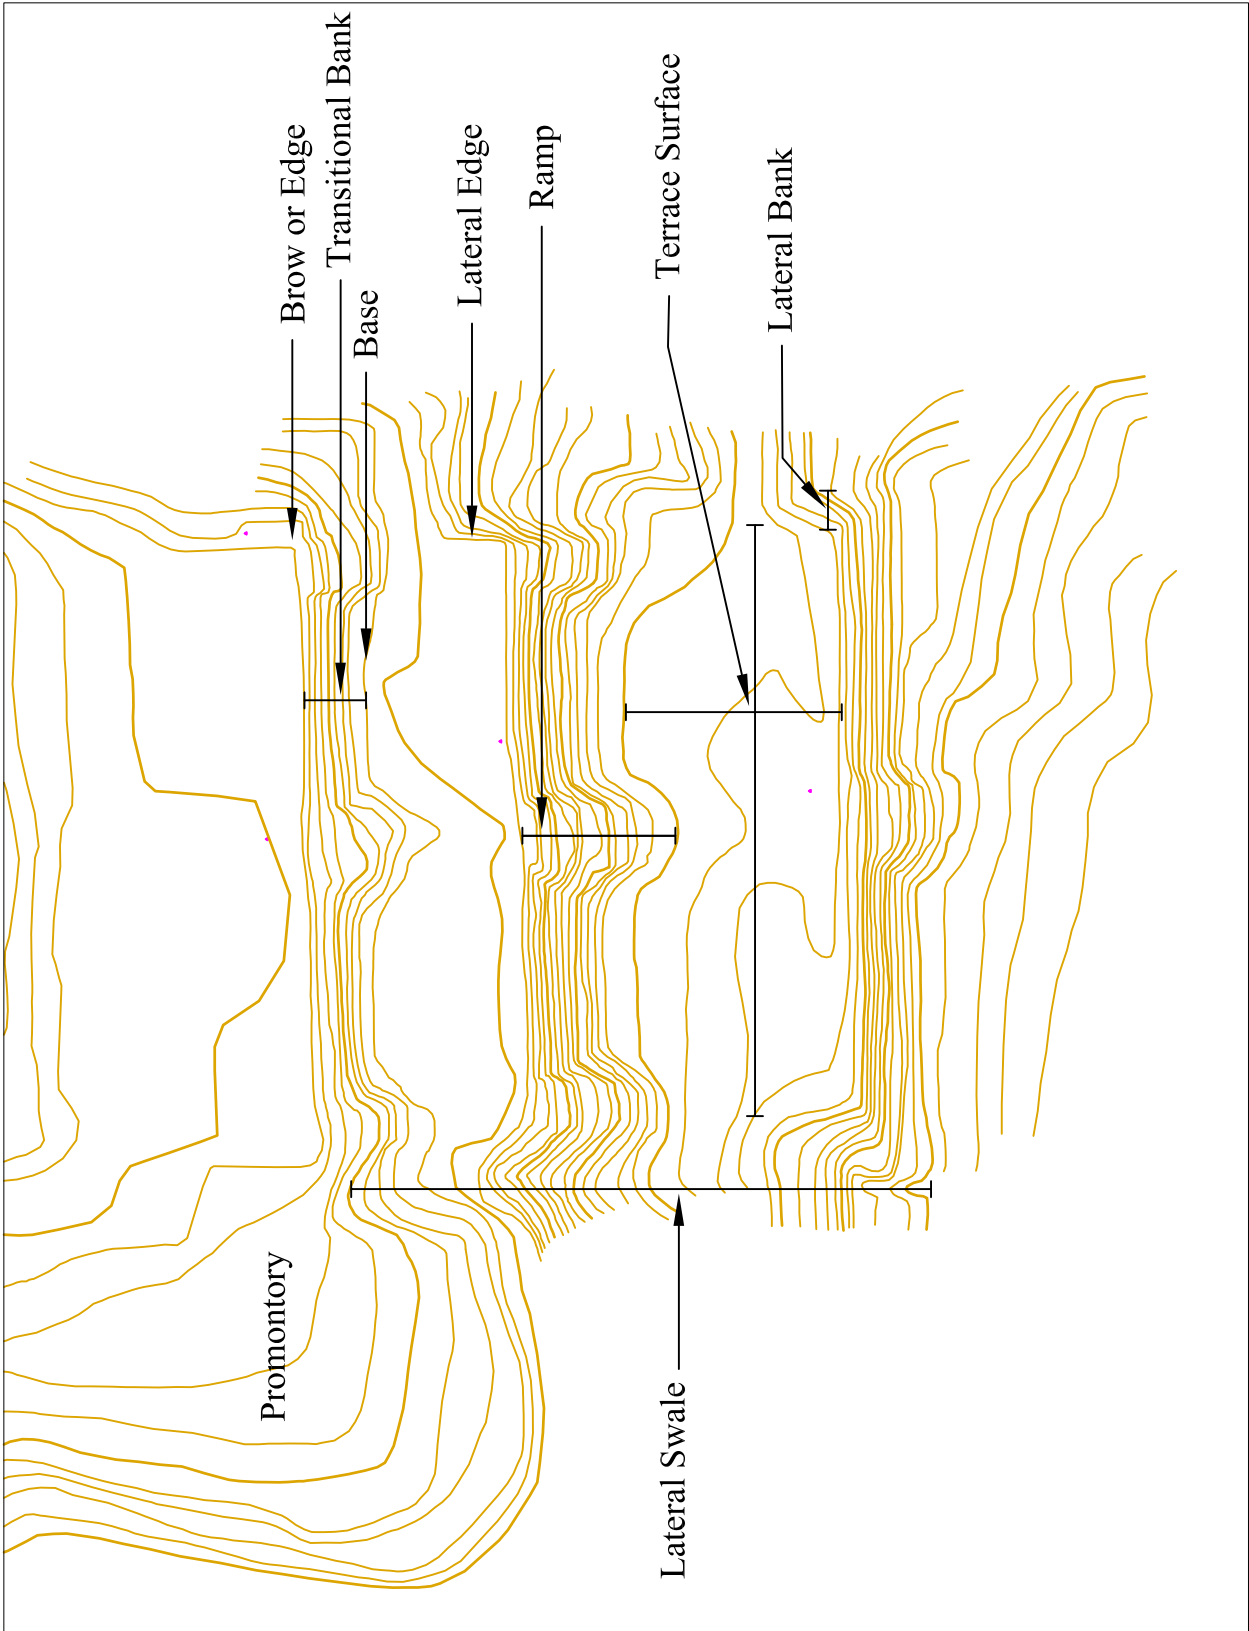 Brow or Edge
Transitional Bank
Base
Lateral Edge
Ramp
Terrace Surface
Lateral Bank
Promontory
Lateral Swale